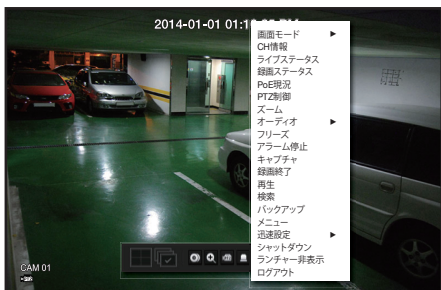 2014-01-01 01:1
画面モード
CH情報
ライブステータス
録画ステータス
PoE現況
PTZ制御
ズーム
オーディオ
フリーズ
アラーム停止
キャプチャ
録画終了
再生
検索
バックアップ
メニュー
迅速設定
シャットダウン
ランチャー非表示
ログアウト
CAM 01